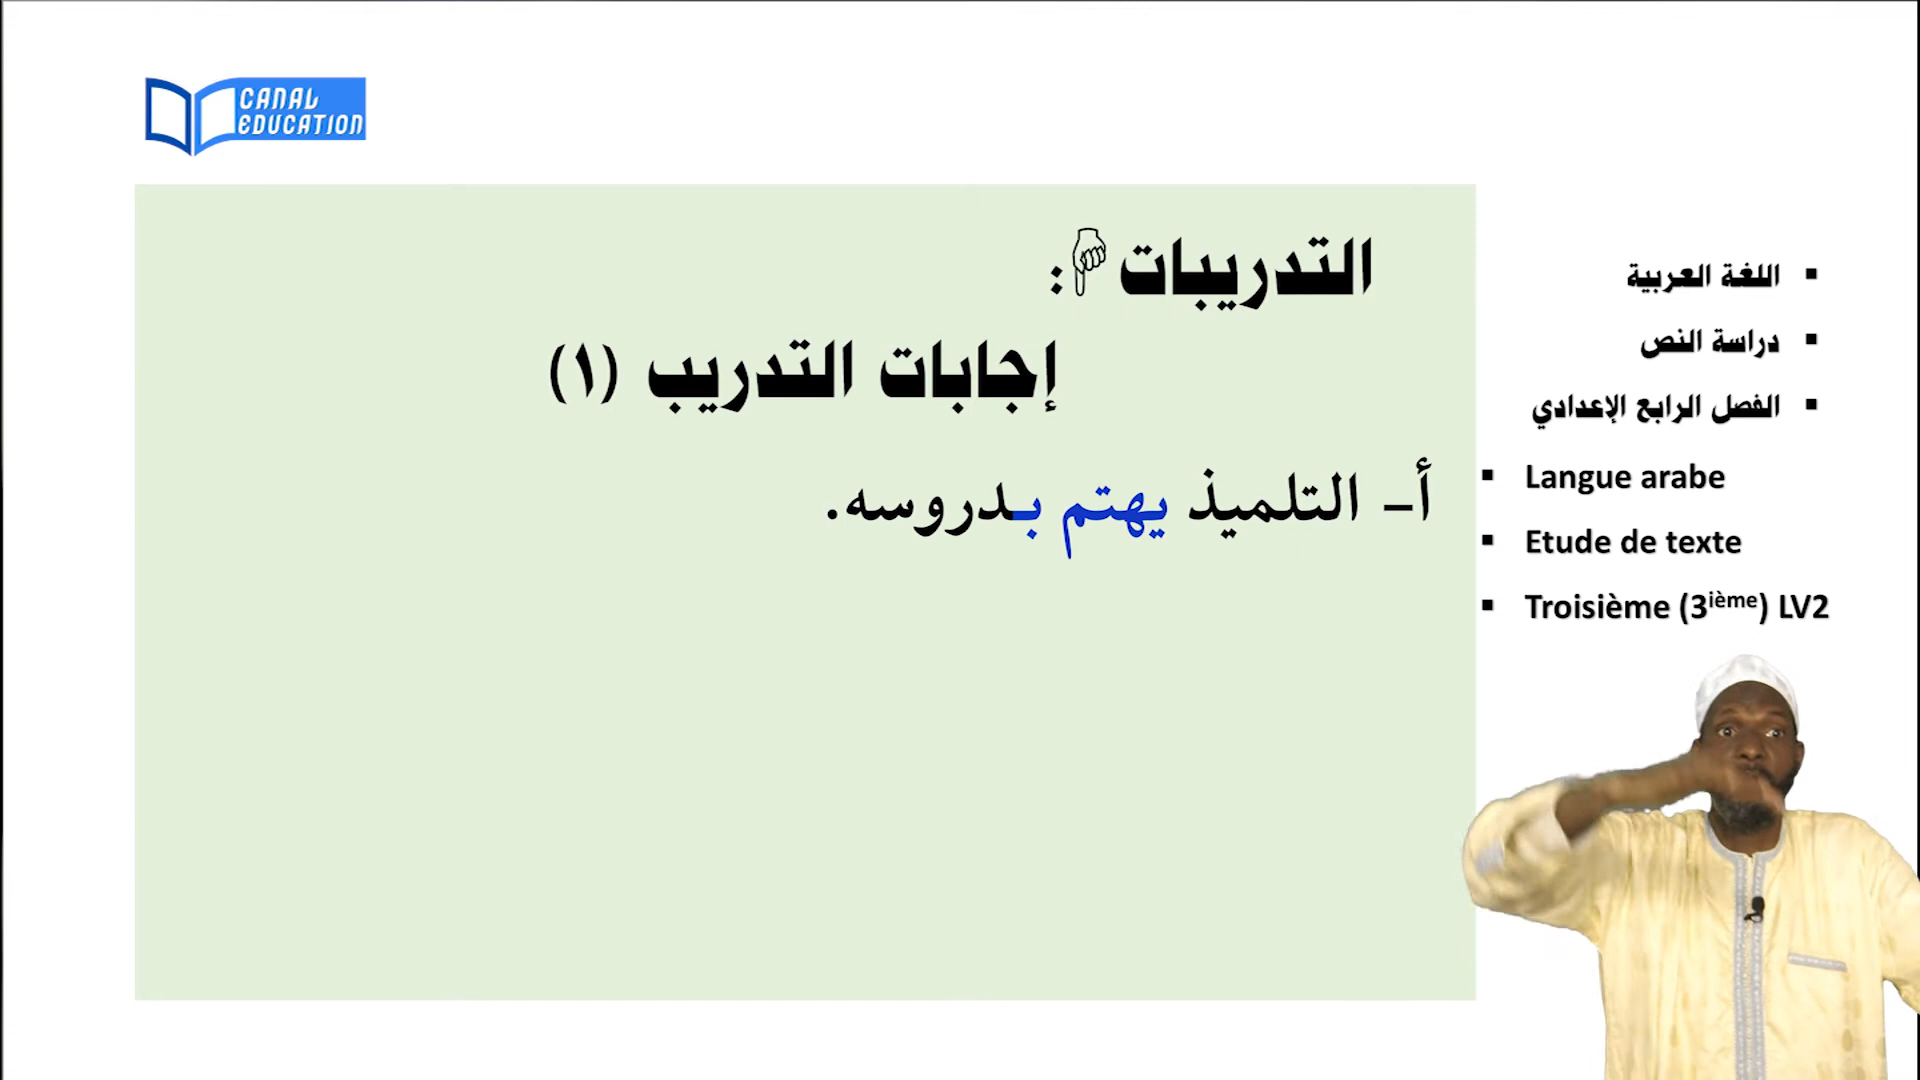 CANAL
EDUCATION
التدريبات☟:
إجابات التدريب (١)
أ- التلميذ يهتم بـدروسه.
▪ اللغة العربية
▪ دراسة النص
▪ الفصل الرابع الإعدادي
▪ Langue arabe
▪ Etude de texte
▪ Troisième (3ième) LV2